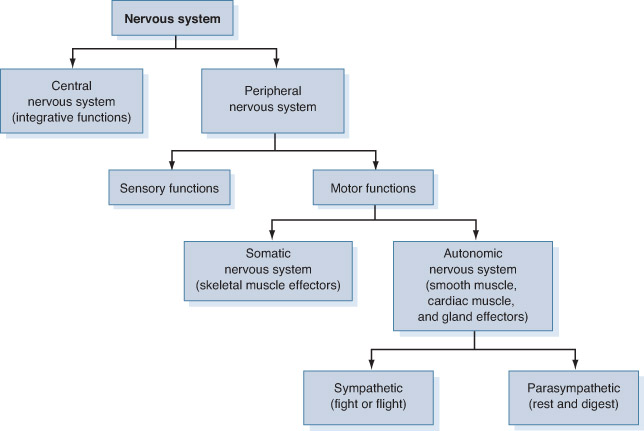 Nervous system
Central
nervous system
(integrative functions)
Peripheral
nervous system
Sensory functions
Motor functions
Somatic
nervous system
(skeletal muscle effectors)
Autonomic
nervous system
(smooth muscle,
cardiac muscle,
and gland effectors)
Sympathetic
(fight or flight)
Parasympathetic
(rest and digest)